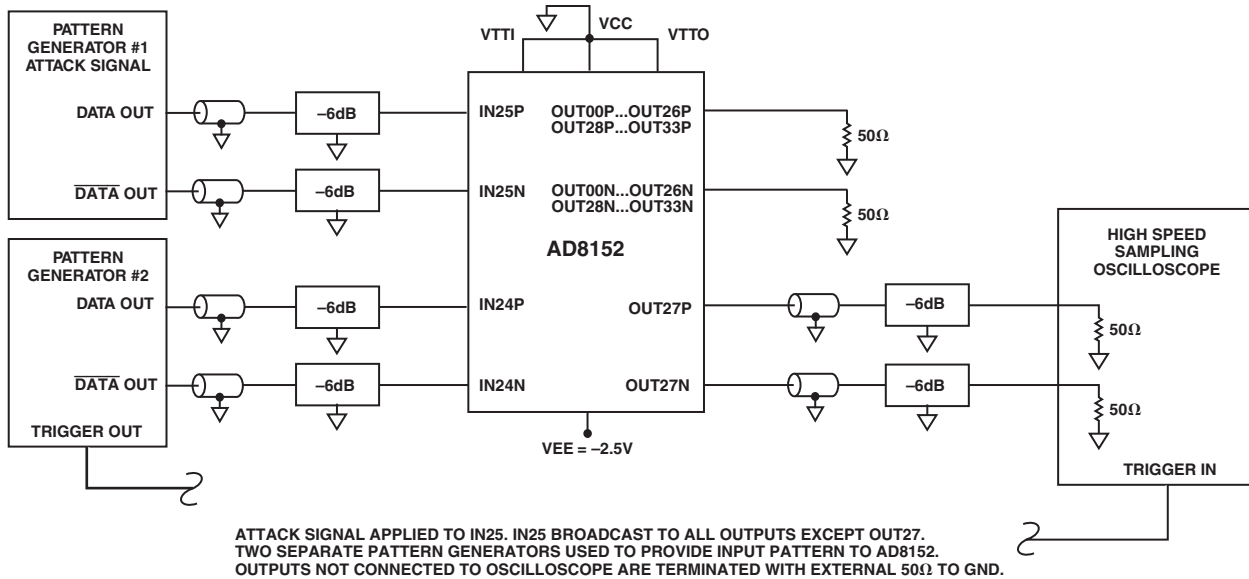 PATTERN
GENERATOR #1
ATTACK SIGNAL
DATA OUT
DATA OUT
–6dB
–6dB
PATTERN
GENERATOR #2
DATA OUT
DATA OUT
TRIGGER OUT
–6dB
–6dB
VTTI
VCC
VTTO
IN25P
IN25N
IN24P
IN24N
OUT00P...OUT26P
OUT28P...OUT33P
OUT00N...OUT26N
OUT28N...OUT33N
AD8152
OUT27P
OUT27N
VEE = –2.5V
50Ω
50Ω
–6dB
–6dB
HIGH SPEED
SAMPLING
OSCILLOSCOPE
50Ω
50Ω
TRIGGER IN
ATTACK SIGNAL APPLIED TO IN25. IN25 BROADCAST TO ALL OUTPUTS EXCEPT OUT27.
TWO SEPARATE PATTERN GENERATORS USED TO PROVIDE INPUT PATTERN TO AD8152.
OUTPUTS NOT CONNECTED TO OSCILLOSCOPE ARE TERMINATED WITH EXTERNAL 50Ω TO GND.